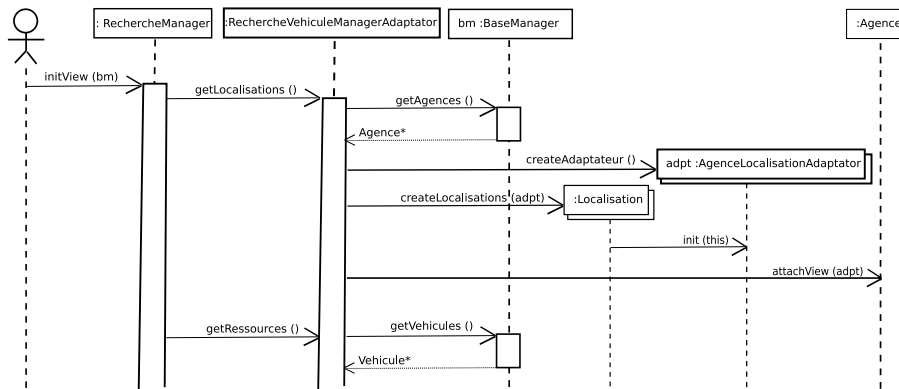 : RechercheManager
:RechercheVehiculeManagerAdaptator
bm :BaseManager
:Agence
initView (bm)
getLocalisations ()
getAgences ()
Agence*
createAdaptateur ()
adpt :AgenceLocalisationAdaptator
createLocalisations (adpt)
:Localisation
init (this)
attachView (adpt)
getRessources ()
getVehicules ()
Vehicule*